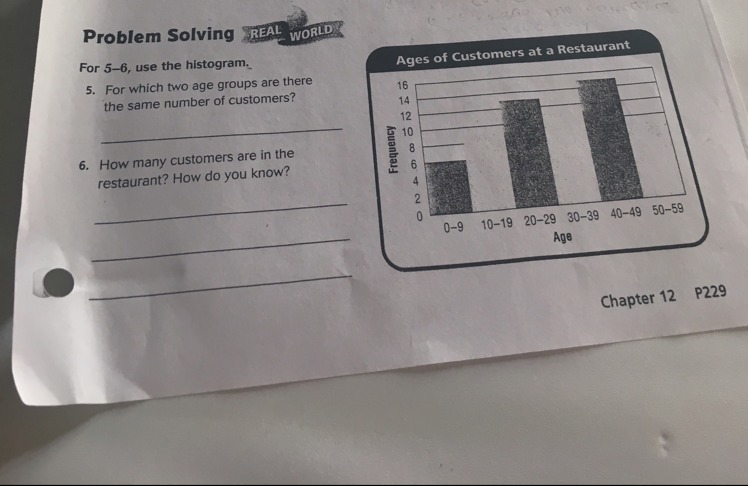 Problem Solving REAL WORLD
For 5–6, use the histogram.
5. For which two age groups are there
the same number of customers?
6. How many customers are in the
restaurant? How do you know?
Ages of Customers at a Restaurant
Frequency
16
14
12
10
8
6
4
2
0
0–9 10–19 20–29 30–39 40–49 50–59
Age
Chapter 12 P229